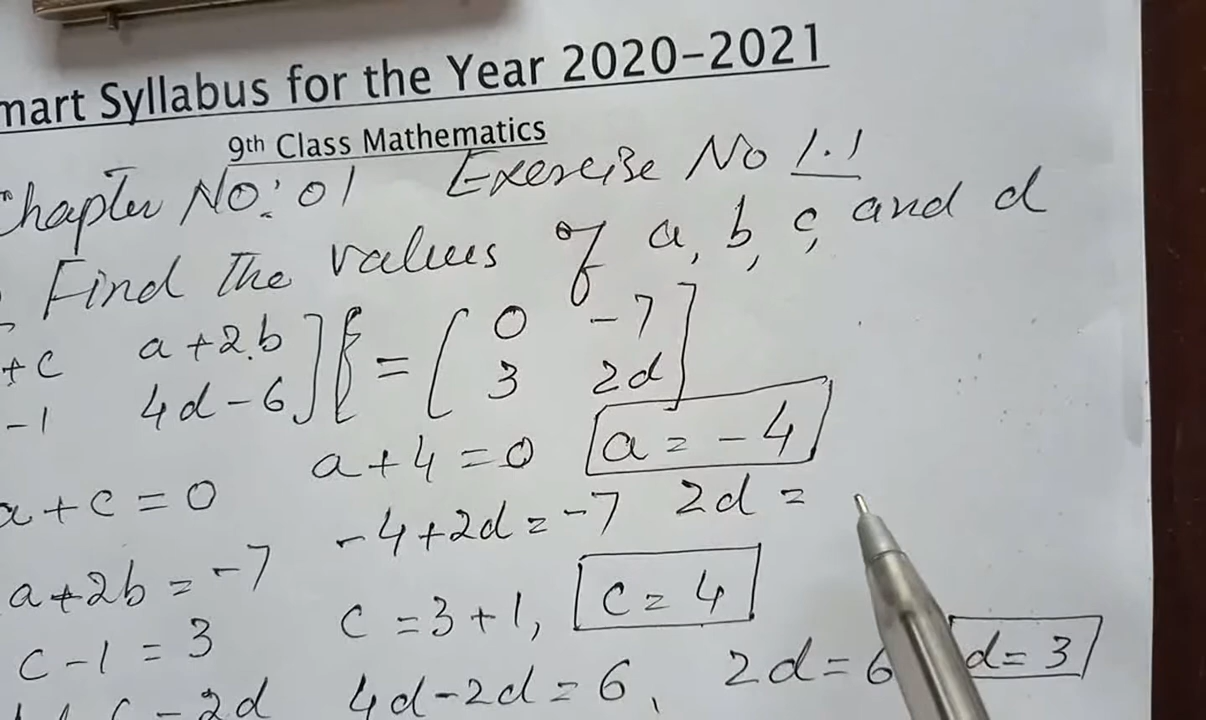 mart Syllabus for the Year 2020-2021
9th Class Mathematics
Chapter No: 01 Exercise No 1.1
Find The values of a, b, c, and d
+c a+2.b ] = [ 0 -7 ]
-1 4d-6 3 2d
a+4=0 a=-4
a+c=0 -4+2d=-7 2d=
a+2b=-7
c=3+1, c=4
c-1=3
4d-2d=6, 2d=6 d=3
-2d